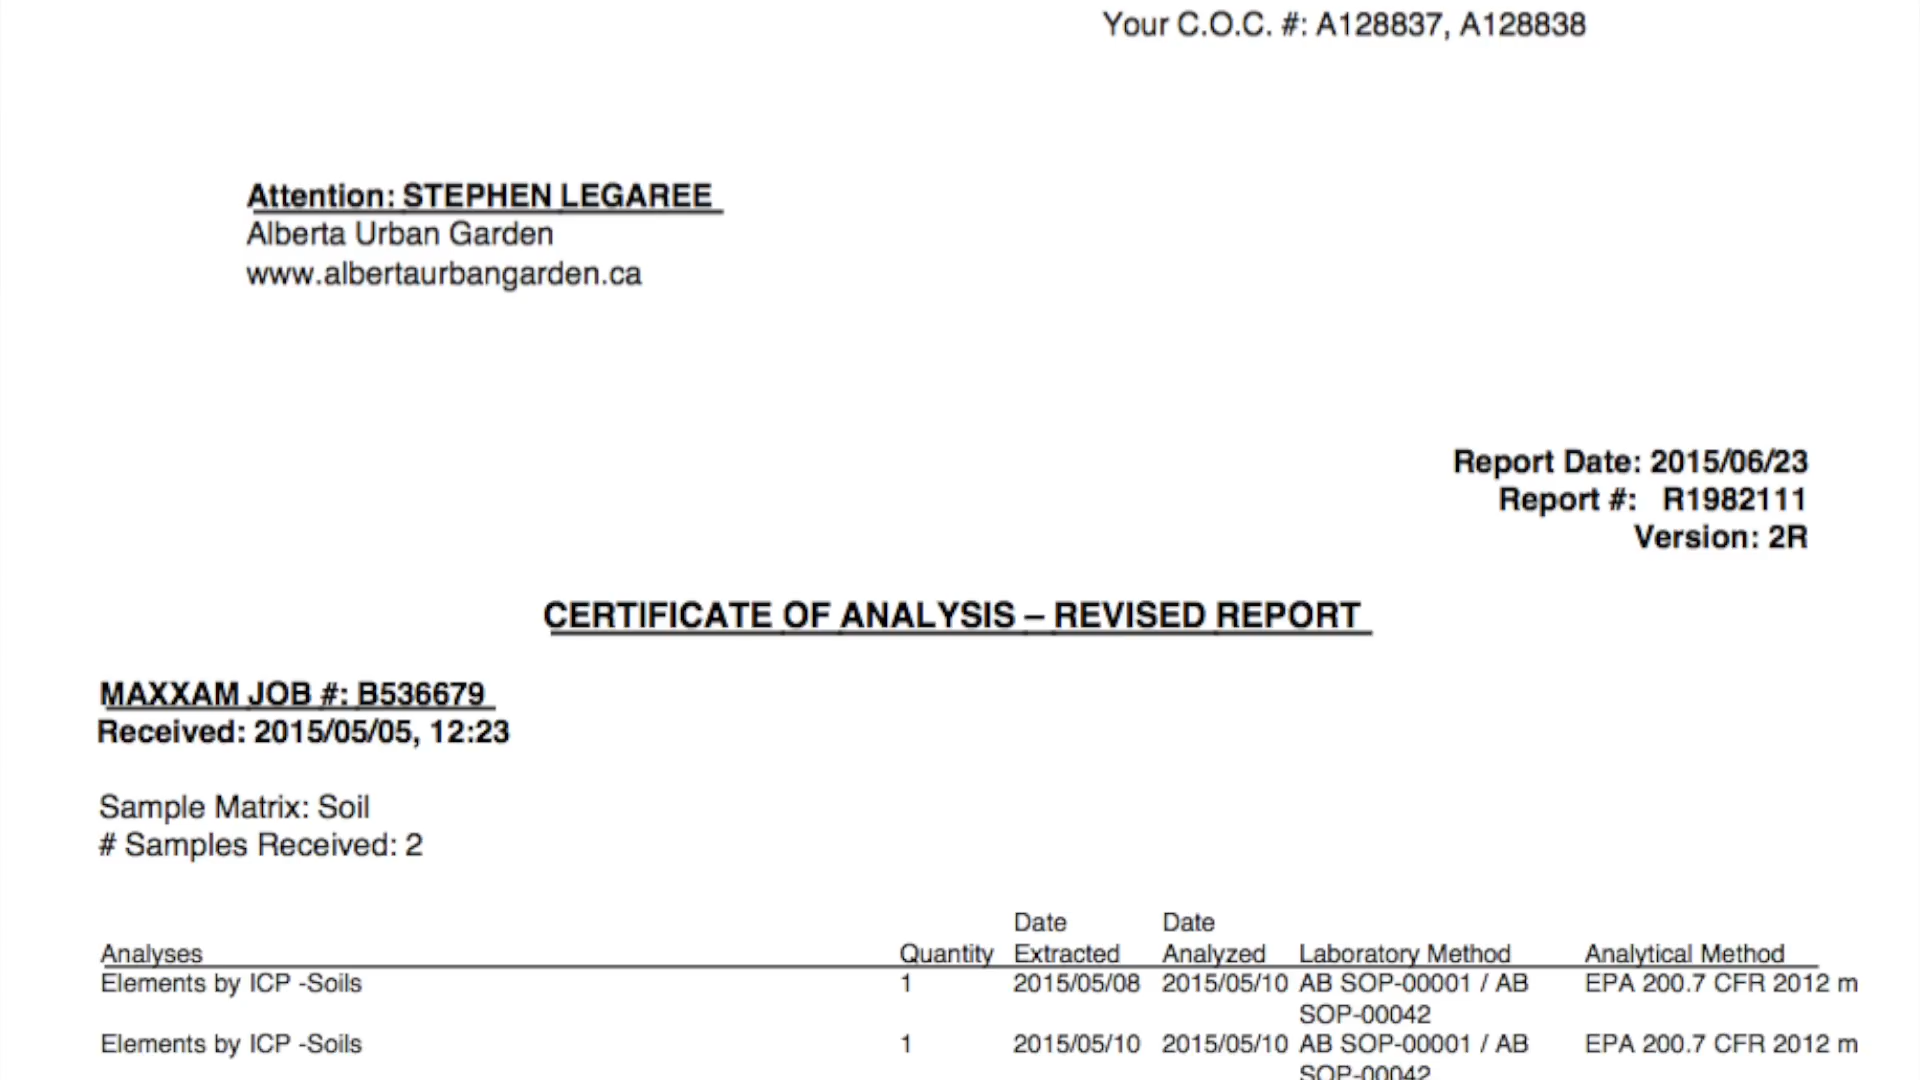 Your C.O.C. #: A128837, A128838
Attention: STEPHEN LEGAREE
Alberta Urban Garden
www.albertaurbangarden.ca
Report Date: 2015/06/23
Report #: R1982111
Version: 2R
CERTIFICATE OF ANALYSIS – REVISED REPORT
MAXXAM JOB #: B536679
Received: 2015/05/05, 12:23
Sample Matrix: Soil
# Samples Received: 2
Date Date
Analyses Quantity Extracted Analyzed Laboratory Method Analytical Method
Elements by ICP -Soils 1 2015/05/08 2015/05/10 AB SOP-00001 / AB EPA 200.7 CFR 2012 m
SOP-00042
Elements by ICP -Soils 1 2015/05/10 2015/05/10 AB SOP-00001 / AB EPA 200.7 CFR 2012 m
SOP-00042